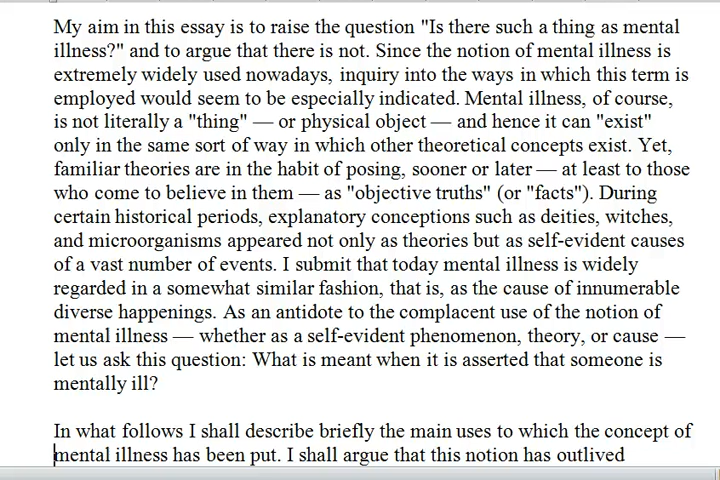 My aim in this essay is to raise the question "Is there such a thing as mental
illness?" and to argue that there is not. Since the notion of mental illness is
extremely widely used nowadays, inquiry into the ways in which this term is
employed would seem to be especially indicated. Mental illness, of course,
is not literally a "thing" — or physical object — and hence it can "exist"
only in the same sort of way in which other theoretical concepts exist. Yet,
familiar theories are in the habit of posing, sooner or later — at least to those
who come to believe in them — as "objective truths" (or "facts"). During
certain historical periods, explanatory conceptions such as deities, witches,
and microorganisms appeared not only as theories but as self-evident causes
of a vast number of events. I submit that today mental illness is widely
regarded in a somewhat similar fashion, that is, as the cause of innumerable
diverse happenings. As an antidote to the complacent use of the notion of
mental illness — whether as a self-evident phenomenon, theory, or cause —
let us ask this question: What is meant when it is asserted that someone is
mentally ill?
In what follows I shall describe briefly the main uses to which the concept of
mental illness has been put. I shall argue that this notion has outlived